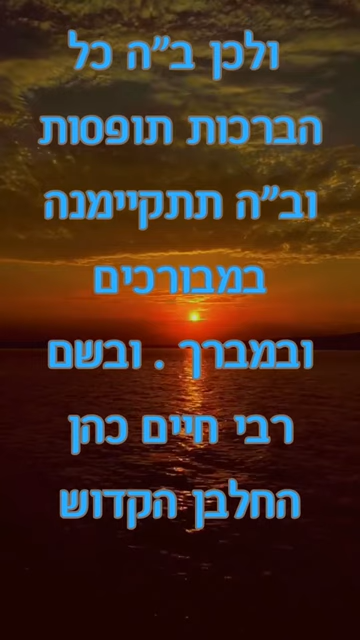 ולכן ב״ה כל
הברכות תופסות
וב״ה תתקיימנה
במבורכים
ובמברך . ובשם
רבי חיים כהן
החלבן הקדוש